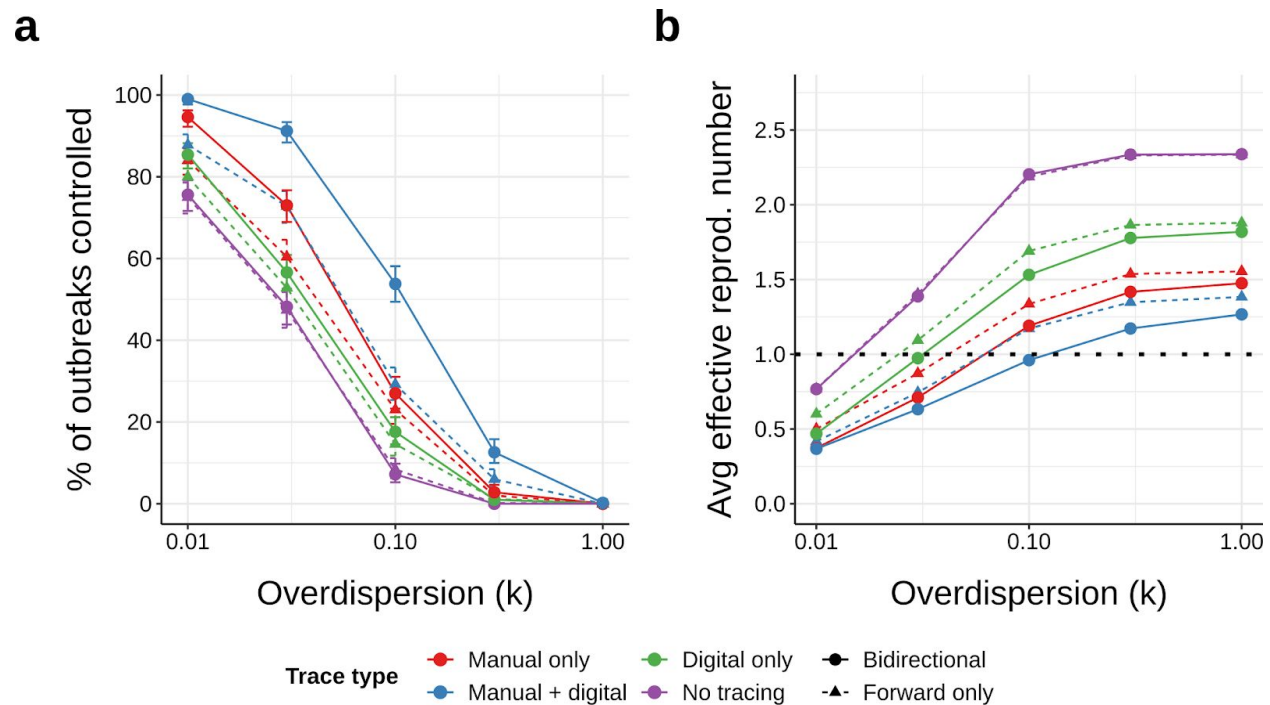 a
% of outbreaks controlled
100
80
60
40
20
0
0.01 0.10 1.00
Overdispersion (k)
b
Avg effective reprod. number
2.5
2.0
1.5
1.0
0.5
0.0
0.01 0.10 1.00
Overdispersion (k)
Trace type
Manual only
Manual + digital
Digital only
No tracing
Bidirectional
Forward only